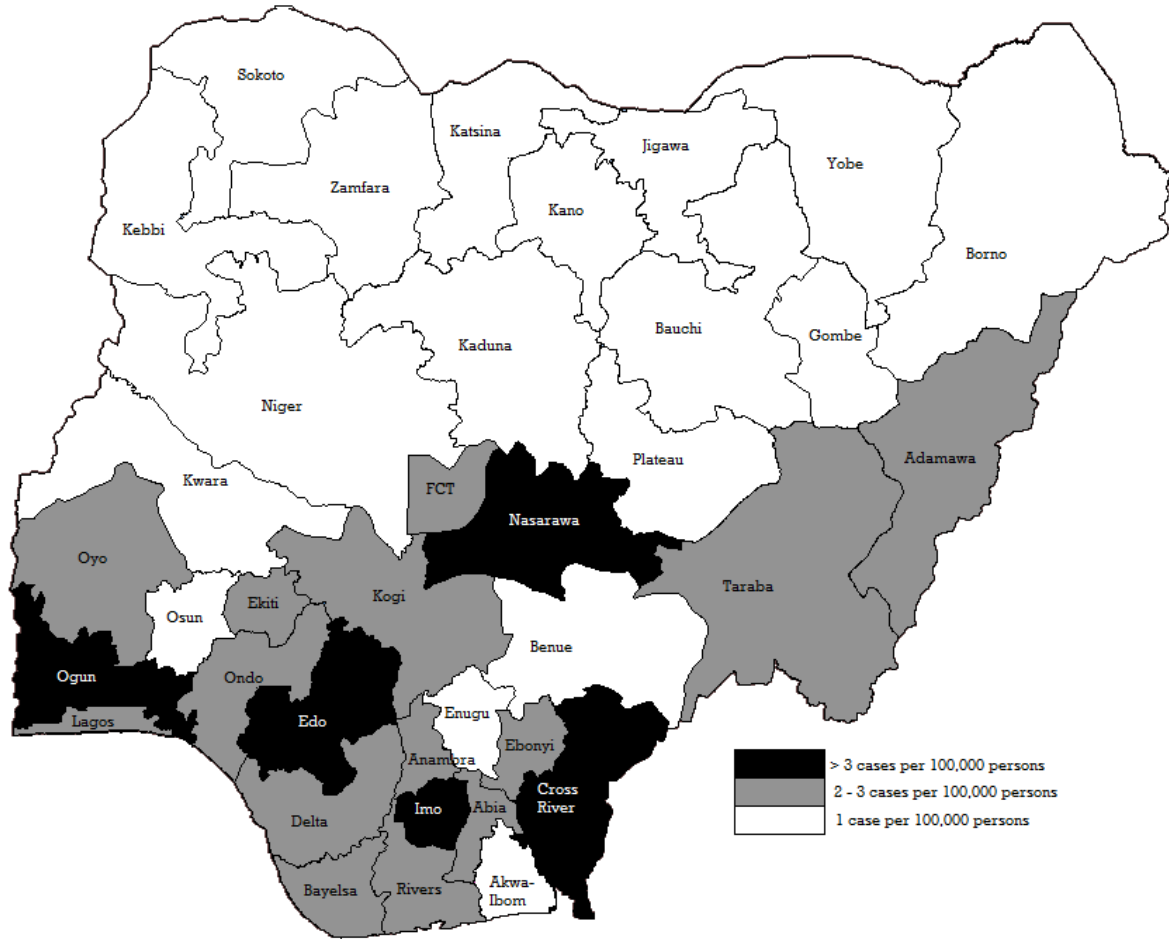 Sokoto
Katsina
Jigawa
Yobe
Zamfara
Kano
Kebbi
Borno
Bauchi
Gombe
Kaduna
Niger
Plateau
Adamawa
Kwara
FCT
Nasarawa
Oyo
Taraba
Kogi
Ekiti
Osun
Benue
Ogun
Ondo
Enugu
Lagos
Edo
Ebonyi
Anambra
> 3 cases per 100,000 persons
Cross
River
2 - 3 cases per 100,000 persons
Imo
Abia
Delta
1 case per 100,000 persons
Bayelsa
Rivers
Akwa-
Ibom